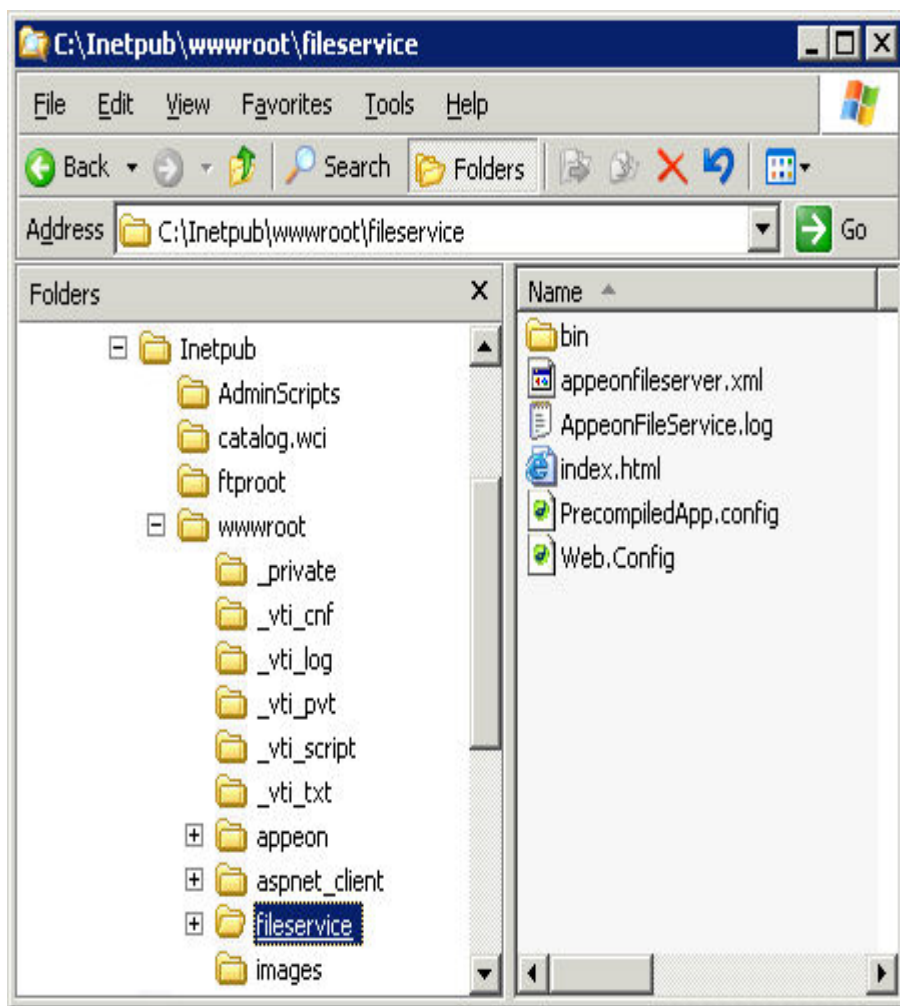 C:\Inetpub\wwwroot\fileservice
File Edit View Favorites Tools Help
Back Search Folders
Address C:\Inetpub\wwwroot\fileservice Go
Folders
Inetpub
AdminScripts
catalog.wci
ftproot
wwwroot
_private
_vti_cnf
_vti_log
_vti_pvt
_vti_script
_vti_txt
appeon
aspnet_client
fileservice
images
Name
bin
appeonfileserver.xml
AppeonFileService.log
index.html
PrecompiledApp.config
Web.Config